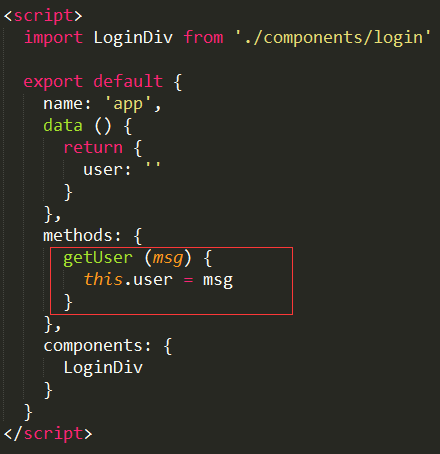 <script>
import LoginDiv from './components/login'
export default {
name: 'app',
data () {
return {
user: ''
}
},
methods: {
getUser (msg) {
this.user = msg
}
},
components: {
LoginDiv
}
}
</script>